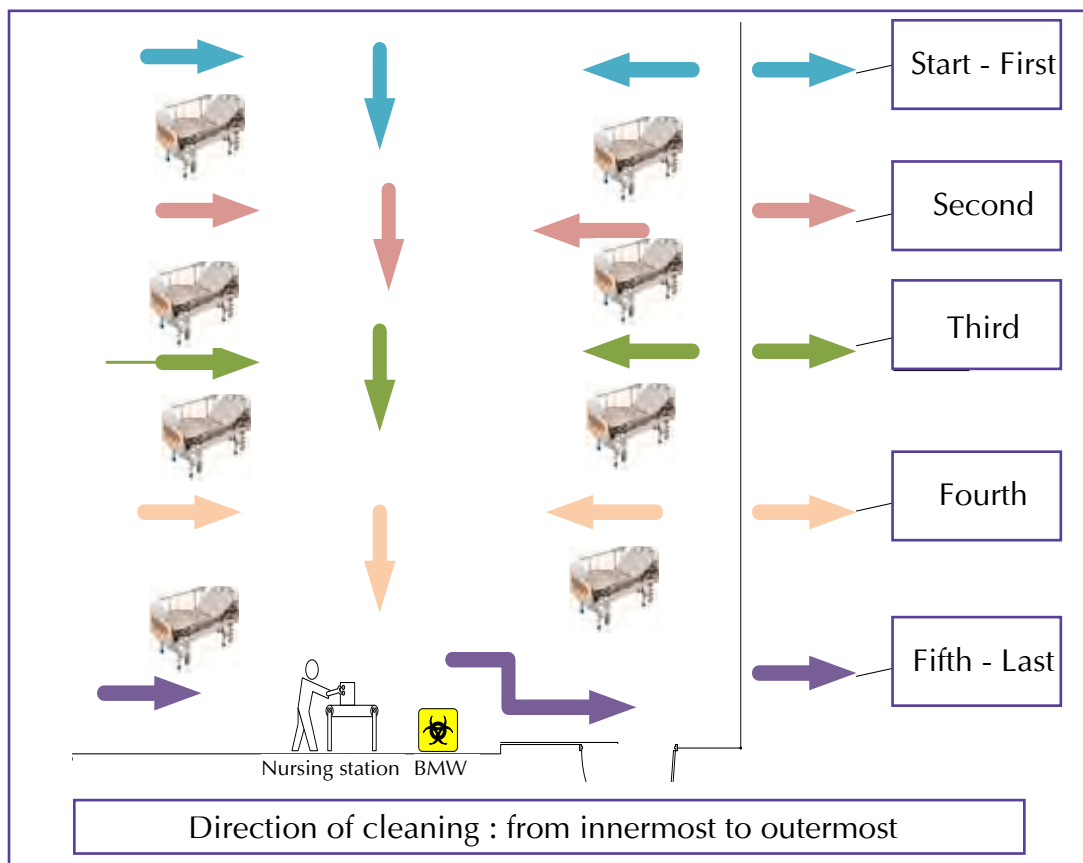 Start - First
Second
Third
Fourth
Fifth - Last
Nursing station BMW
Direction of cleaning : from innermost to outermost